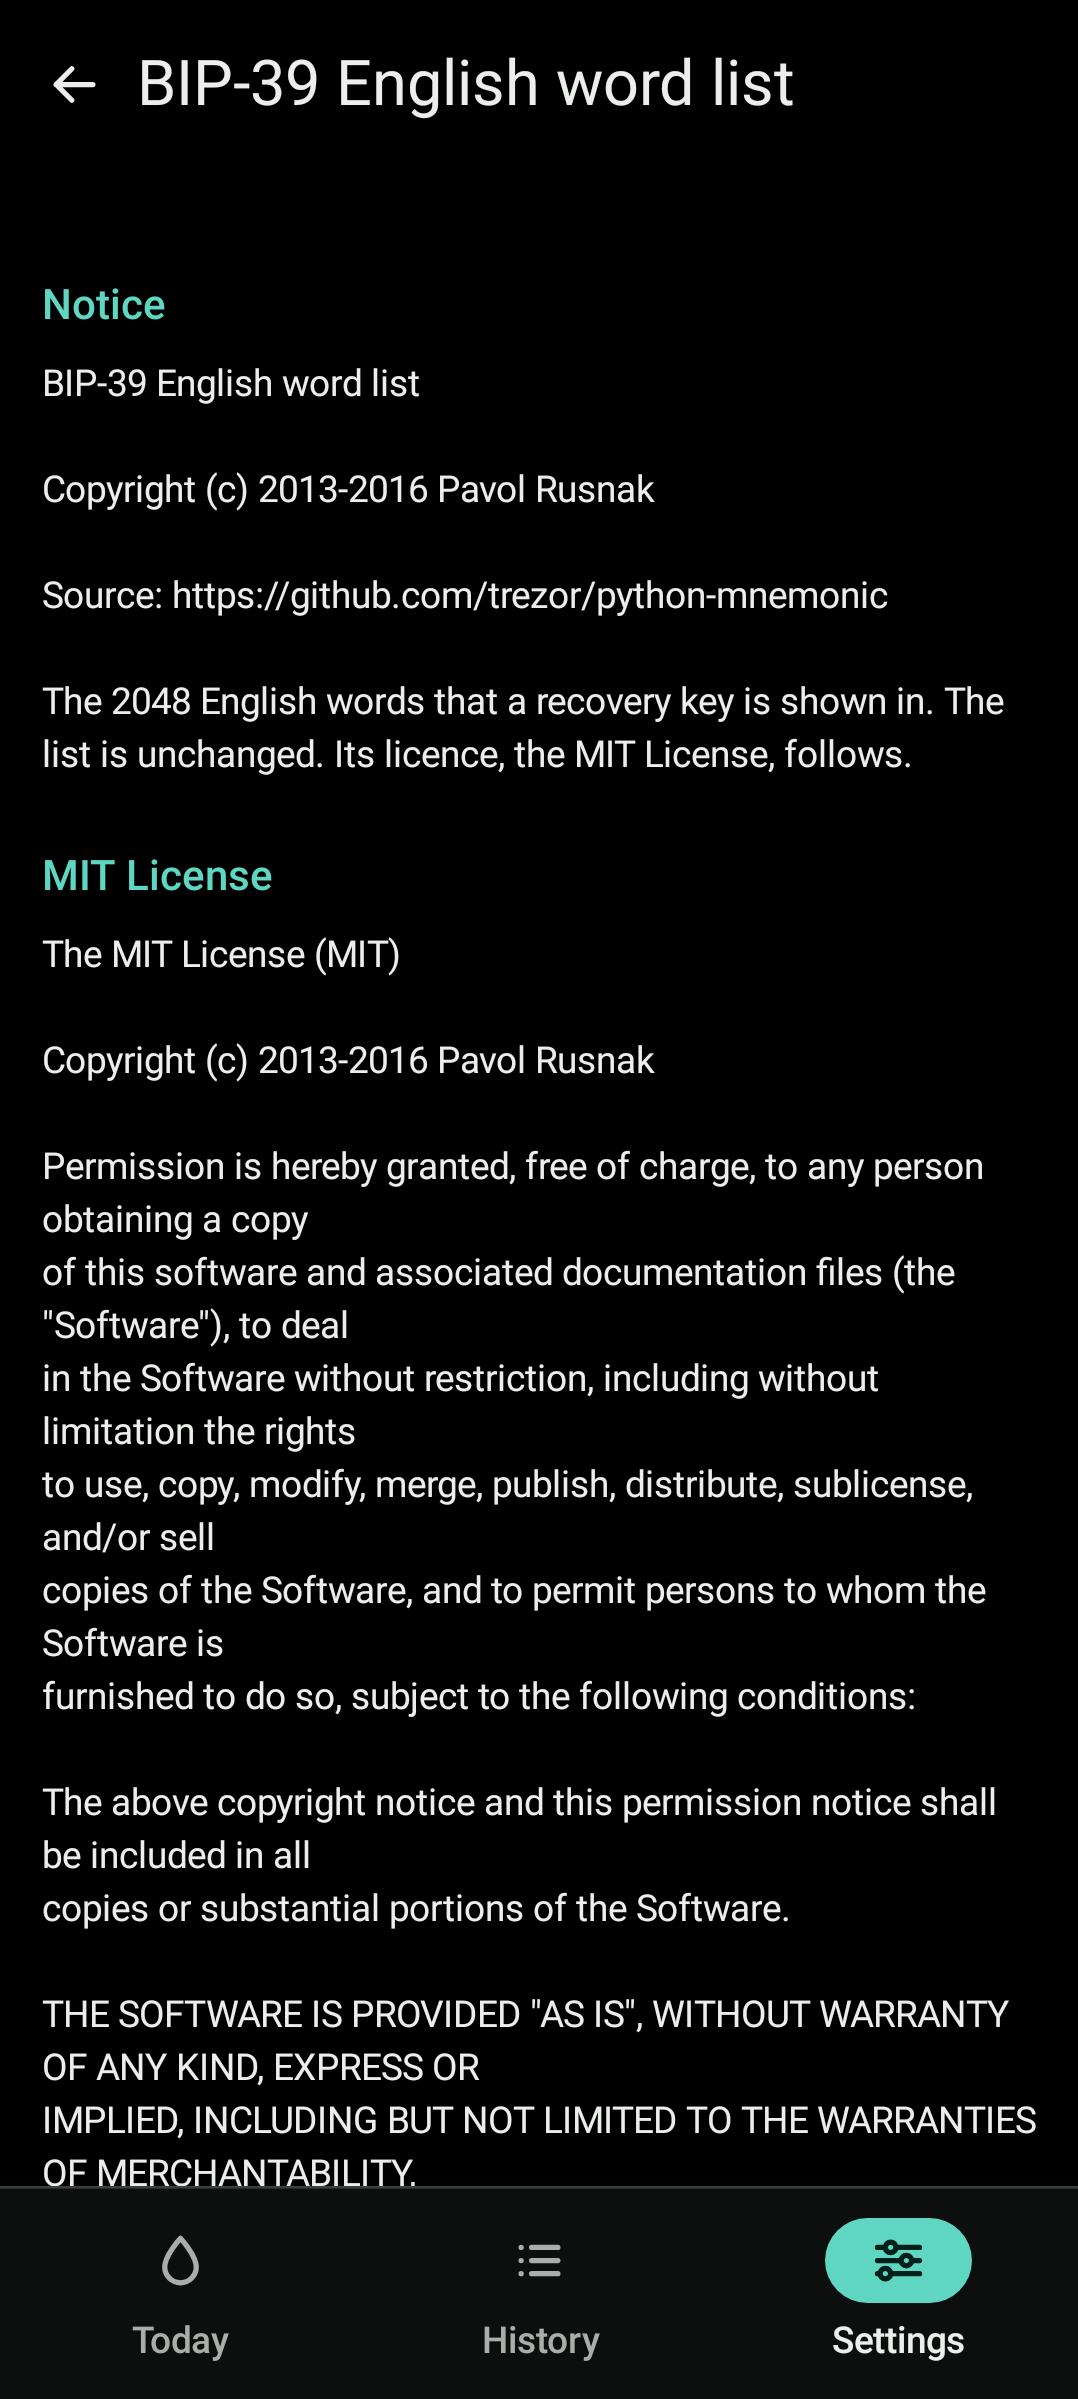 BIP-39 English word list
Notice
BIP-39 English word list
Copyright (c) 2013-2016 Pavol Rusnak
Source: https://github.com/trezor/python-mnemonic
The 2048 English words that a recovery key is shown in. The
list is unchanged. Its licence, the MIT License, follows.
MIT License
The MIT License (MIT)
Copyright (c) 2013-2016 Pavol Rusnak
Permission is hereby granted, free of charge, to any person
obtaining a copy
of this software and associated documentation files (the
"Software"), to deal
in the Software without restriction, including without
limitation the rights
to use, copy, modify, merge, publish, distribute, sublicense,
and/or sell
copies of the Software, and to permit persons to whom the
Software is
furnished to do so, subject to the following conditions:
The above copyright notice and this permission notice shall
be included in all
copies or substantial portions of the Software.
THE SOFTWARE IS PROVIDED "AS IS", WITHOUT WARRANTY
OF ANY KIND, EXPRESS OR
IMPLIED, INCLUDING BUT NOT LIMITED TO THE WARRANTIES
OF MERCHANTABILITY,
Today
History
Settings